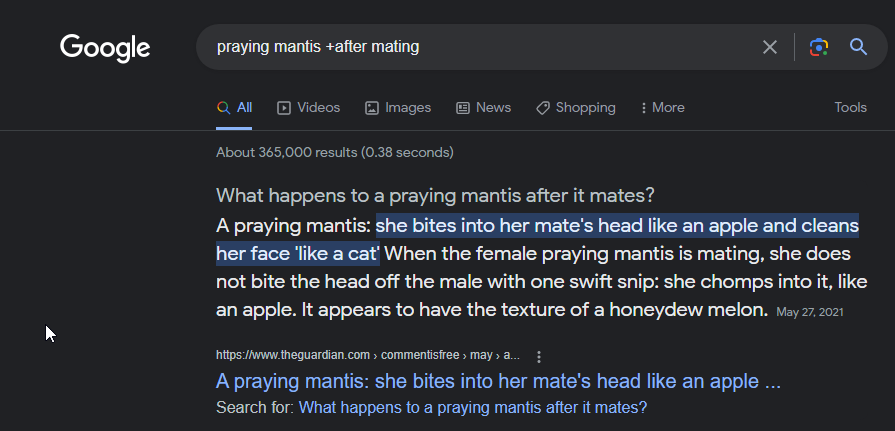 Google
praying mantis +after mating
All Videos Images News Shopping More Tools
About 365,000 results (0.38 seconds)
What happens to a praying mantis after it mates?
A praying mantis: she bites into her mate's head like an apple and cleans
her face 'like a cat' When the female praying mantis is mating, she does
not bite the head off the male with one swift snip: she chomps into it, like
an apple. It appears to have the texture of a honeydew melon. May 27, 2021
https://www.theguardian.com › commentisfree › may › a...
A praying mantis: she bites into her mate's head like an apple ...
Search for: What happens to a praying mantis after it mates?